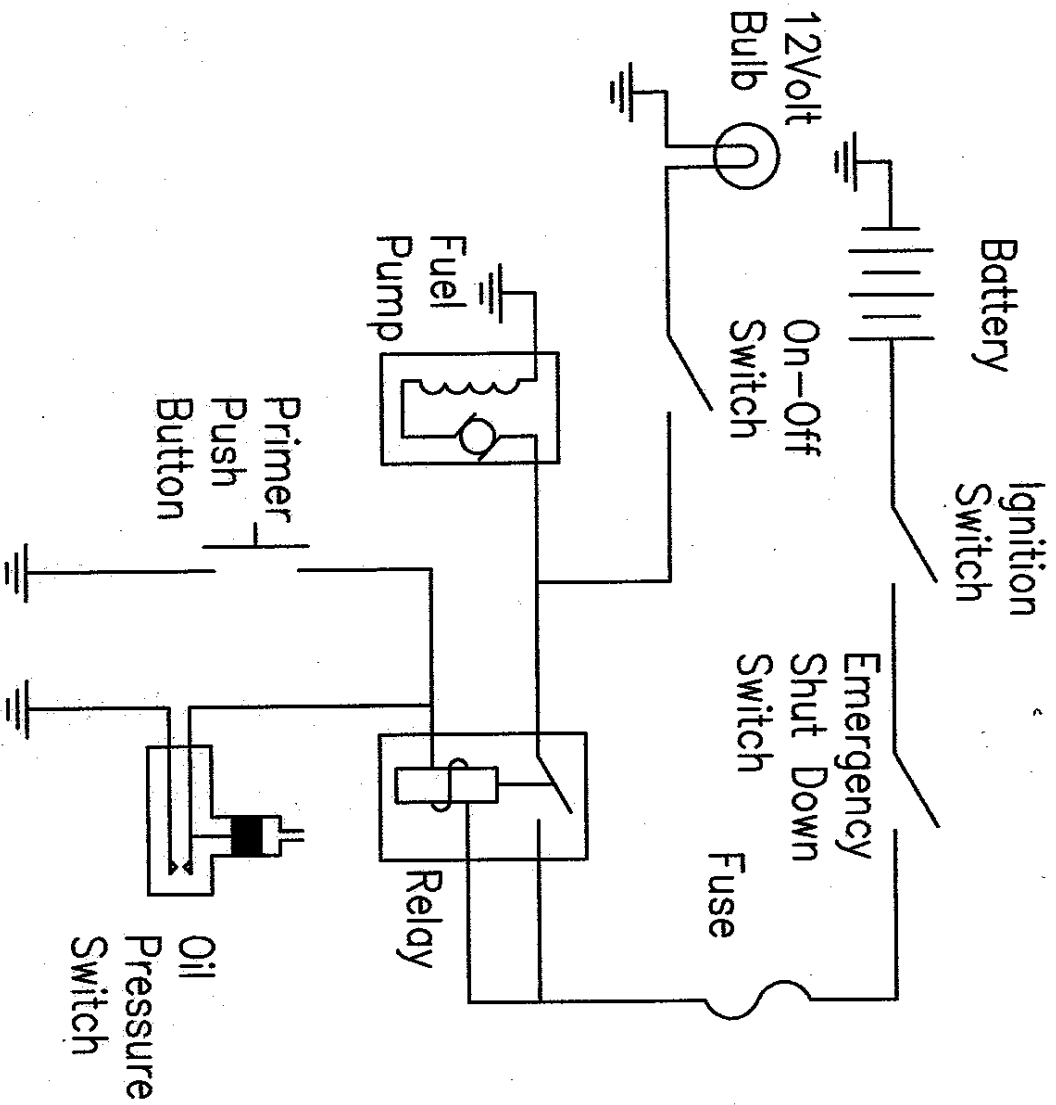 Battery
Ignition
Switch
Emergency
Shut Down
Switch
12Volt
Bulb
On-Off
Switch
Fuse
Fuel
Pump
Relay
Primer
Push
Button
Oil
Pressure
Switch